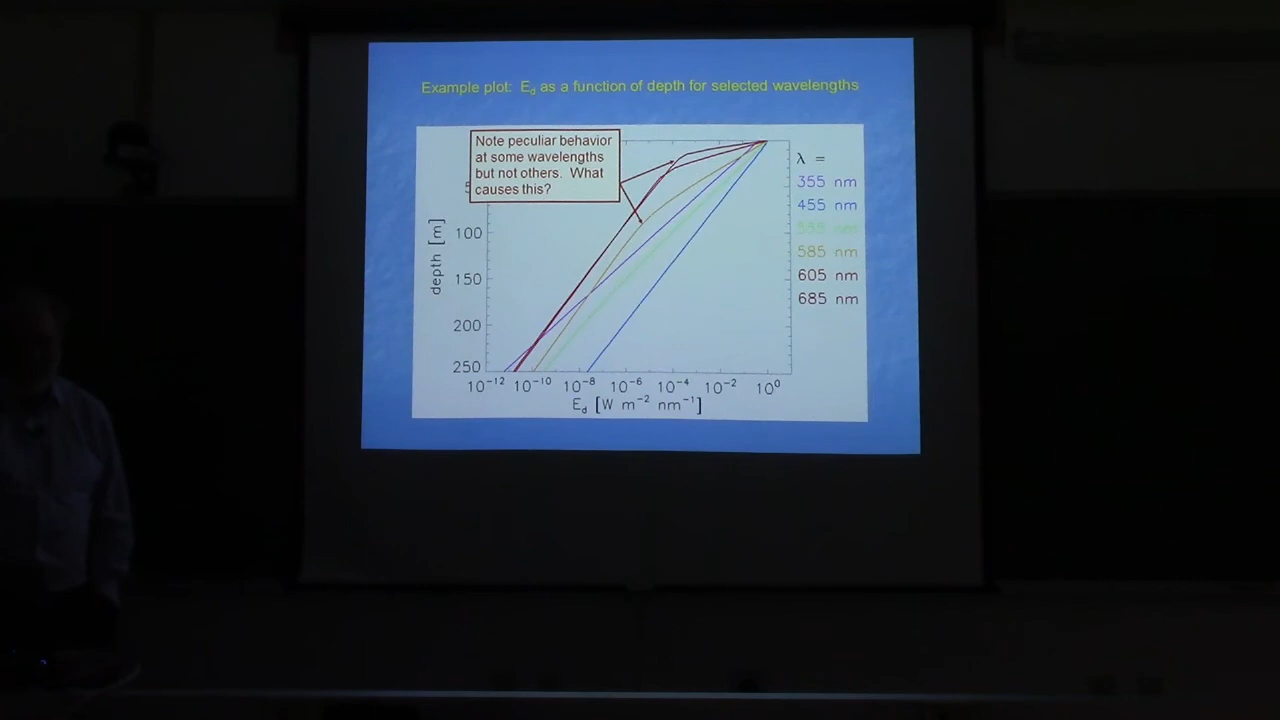 Example plot: Ed as a function of depth for selected wavelengths
Note peculiar behavior
at some wavelengths
but not others. What
causes this?
λ =
355 nm
455 nm
nm
585 nm
605 nm
685 nm
depth [m]
100
150
200
250
10⁻¹² 10⁻¹⁰ 10⁻⁸ 10⁻⁶ 10⁻⁴ 10⁻² 10⁰
Ed [W m⁻² nm⁻¹]